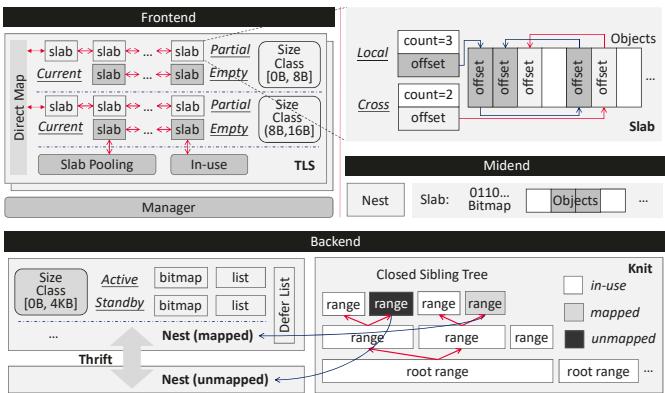 Frontend
Direct Map
slab slab ... slab Partial
Current slab ... slab Empty
Size
Class
[0B, 8B]
slab slab ... slab Partial
Current slab ... slab Empty
Size
Class
(8B,16B]
Slab Pooling In-use TLS
Manager
Local
count=3
offset
Cross
count=2
offset
Objects
offset offset offset offset offset ...
Slab
Midend
Nest
Slab:
0110...
Bitmap
Objects ...
Backend
Size
Class
[0B, 4KB]
Active bitmap list
Standby bitmap list
Defer List
... Nest (mapped)
Thrift
Nest (unmapped)
Closed Sibling Tree
Knit
in-use
mapped
unmapped
range range range range
range range range
root range root range ...